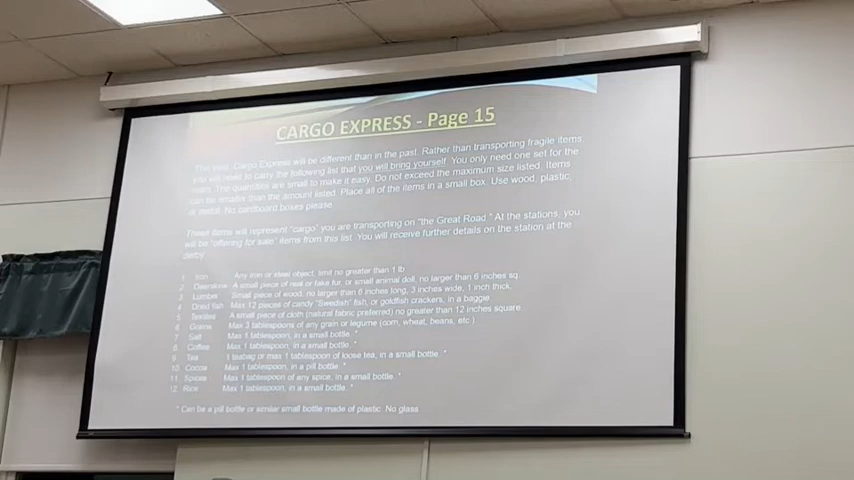 CARGO EXPRESS - Page 15
This year, Cargo Express will be different than in the past. Rather than transporting fragile items,
you will need to carry the following list that you will bring yourself. You only need one set for the
team. The quantities are small to make it easy. Do not exceed the maximum size listed. Items
can be smaller than the amount listed. Place all of the items in a small box. Use wood, plastic,
or metal. No cardboard boxes please.
These items will represent "cargo" you are transporting on "the Great Road." At the stations, you
will be "offering for sale" items from this list. You will receive further details on the station at the
derby.
1 Iron Any iron or steel object, limit no greater than 1 lb.
2 Deerskins A small piece of real or fake fur, or small animal doll, no larger than 6 inches sq.
3 Lumber Small piece of wood, no larger than 6 inches long, 3 inches wide, 1 inch thick.
4 Dried fish Max 12 pieces of candy "Swedish" fish, or goldfish crackers, in a baggie
5 Textiles A small piece of cloth (natural fabric preferred) no greater than 12 inches square
6 Grains Max 3 tablespoons of any grain or legume (corn, wheat, beans, etc.)
7 Salt Max 1 tablespoon, in a small bottle. *
8 Coffee Max 1 tablespoon, in a small bottle. *
9 Tea 1 teabag or max 1 tablespoon of loose tea, in a small bottle. *
10 Cocoa Max 1 tablespoon, in a pill bottle. *
11 Spices Max 1 tablespoon of any spice, in a small bottle. *
12 Rice Max 1 tablespoon, in a small bottle. *
* Can be a pill bottle or similar small bottle made of plastic. No glass.